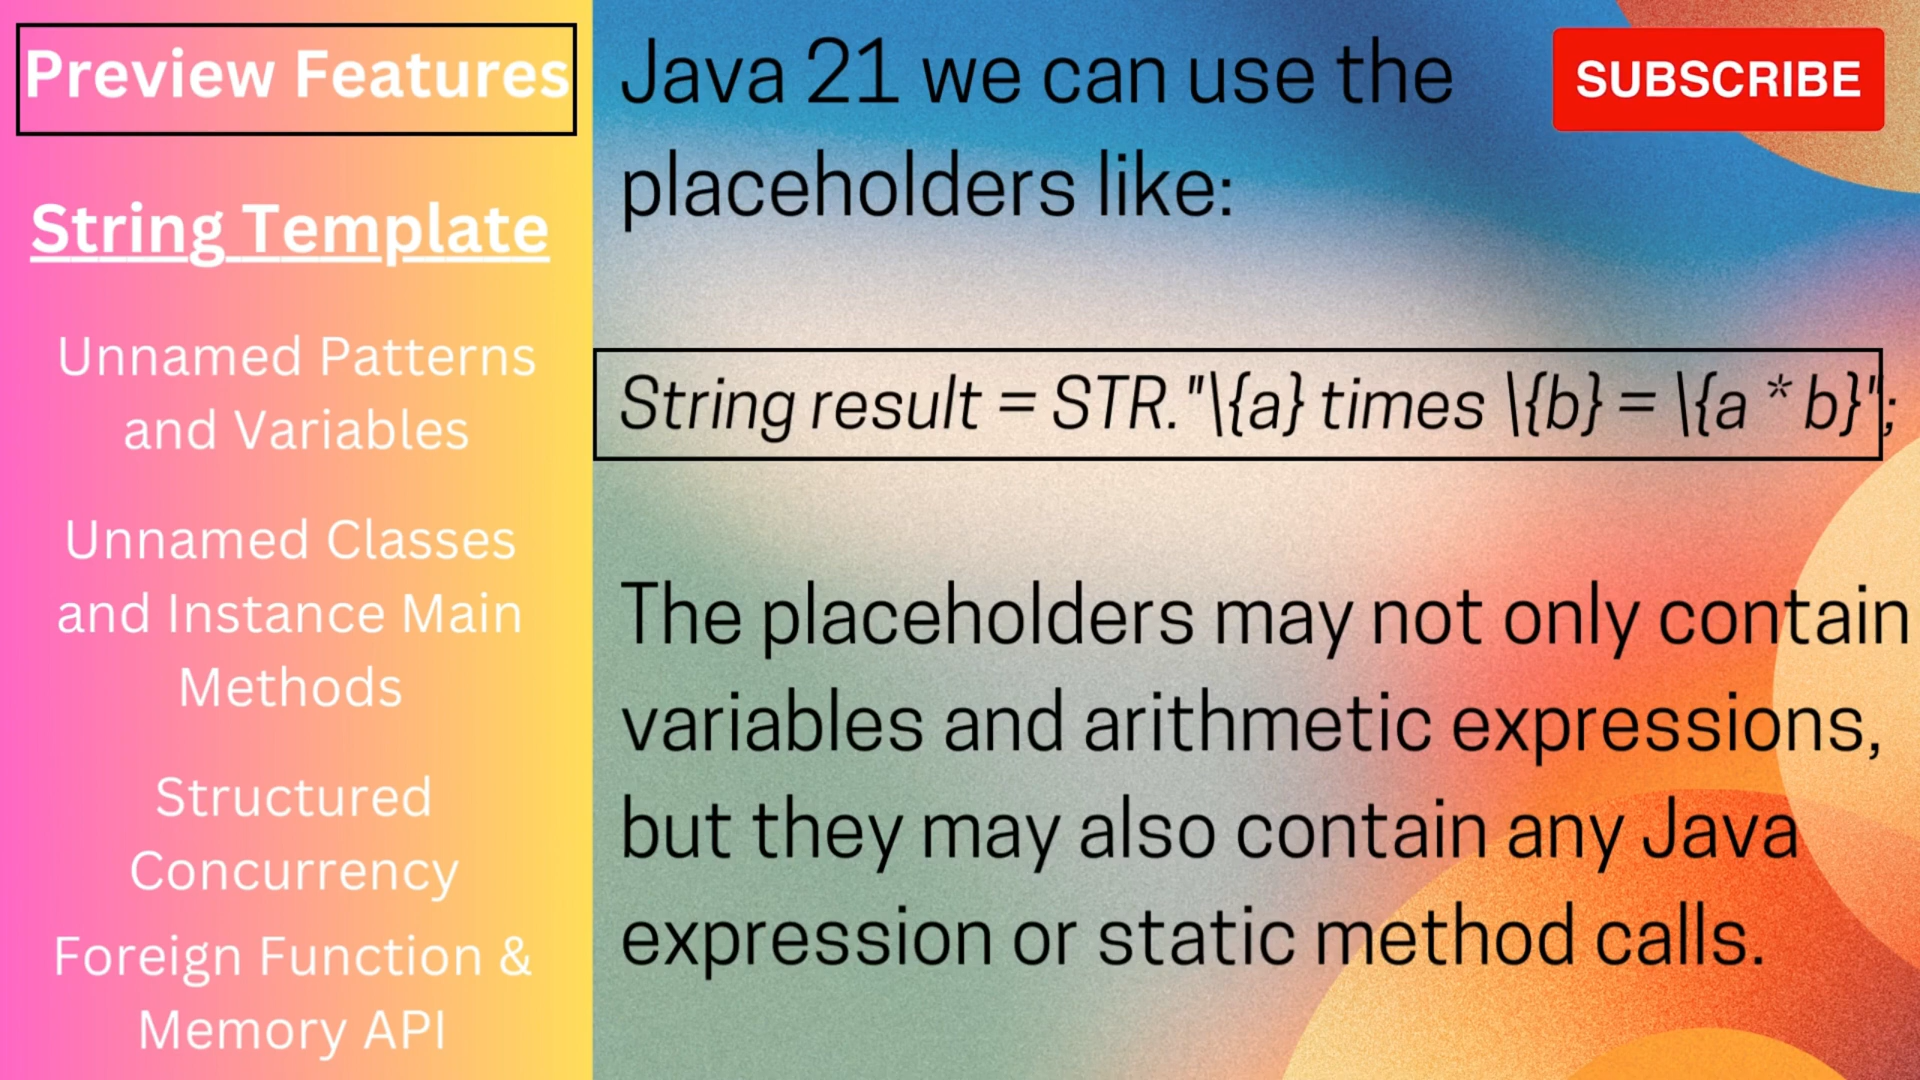 Preview Features
String Template
Unnamed Patterns
and Variables
Unnamed Classes
and Instance Main
Methods
Structured
Concurrency
Foreign Function &
Memory API
Java 21 we can use the
placeholders like:
String result = STR."\{a} times \{b} = \{a * b}";
The placeholders may not only contain
variables and arithmetic expressions,
but they may also contain any Java
expression or static method calls.
SUBSCRIBE